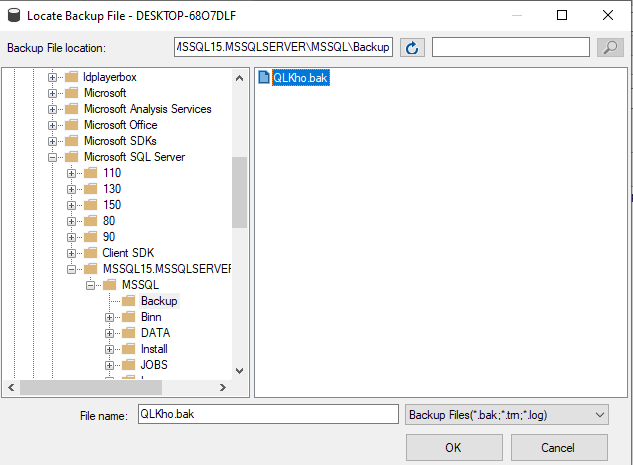 Locate Backup File - DESKTOP-68O7DLF
Backup File location:
MSSQL15.MSSQLSERVER\MSSQL\Backup
ldplayerbox
Microsoft
Microsoft Analysis Services
Microsoft Office
Microsoft SDKs
Microsoft SQL Server
110
130
150
80
90
Client SDK
MSSQL15.MSSQLSERVER
MSSQL
Backup
Binn
DATA
Install
JOBS
QLKho.bak
File name:
QLKho.bak
Backup Files(*.bak;*.trn;*.log)
OK
Cancel